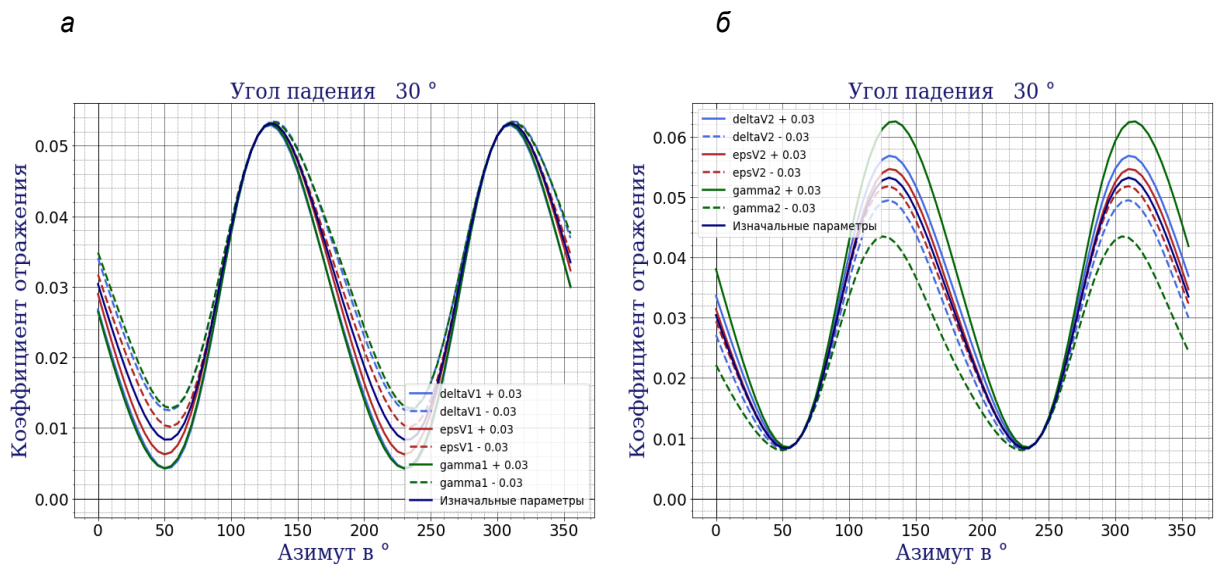 а
б
Угол падения 30 °
Коэффициент отражения
0.05
0.04
0.03
0.02
0.01
0.00
deltaV1 + 0.03
deltaV1 - 0.03
epsV1 + 0.03
epsV1 - 0.03
gamma1 + 0.03
gamma1 - 0.03
Изначальные параметры
0 50 100 150 200 250 300 350
Азимут в °
Угол падения 30 °
Коэффициент отражения
0.06
0.05
0.04
0.03
0.02
0.01
0.00
deltaV2 + 0.03
deltaV2 - 0.03
epsV2 + 0.03
epsV2 - 0.03
gamma2 + 0.03
gamma2 - 0.03
Изначальные параметры
0 50 100 150 200 250 300 350
Азимут в °